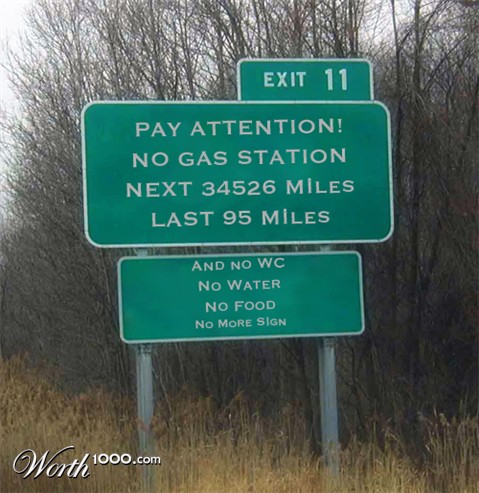 EXIT 11
PAY ATTENTION!
NO GAS STATION
NEXT 34526 MiLES
LAST 95 MiLES
AND NO WC
NO WATER
NO FOOD
NO MORE SIGN
Worth1000.com